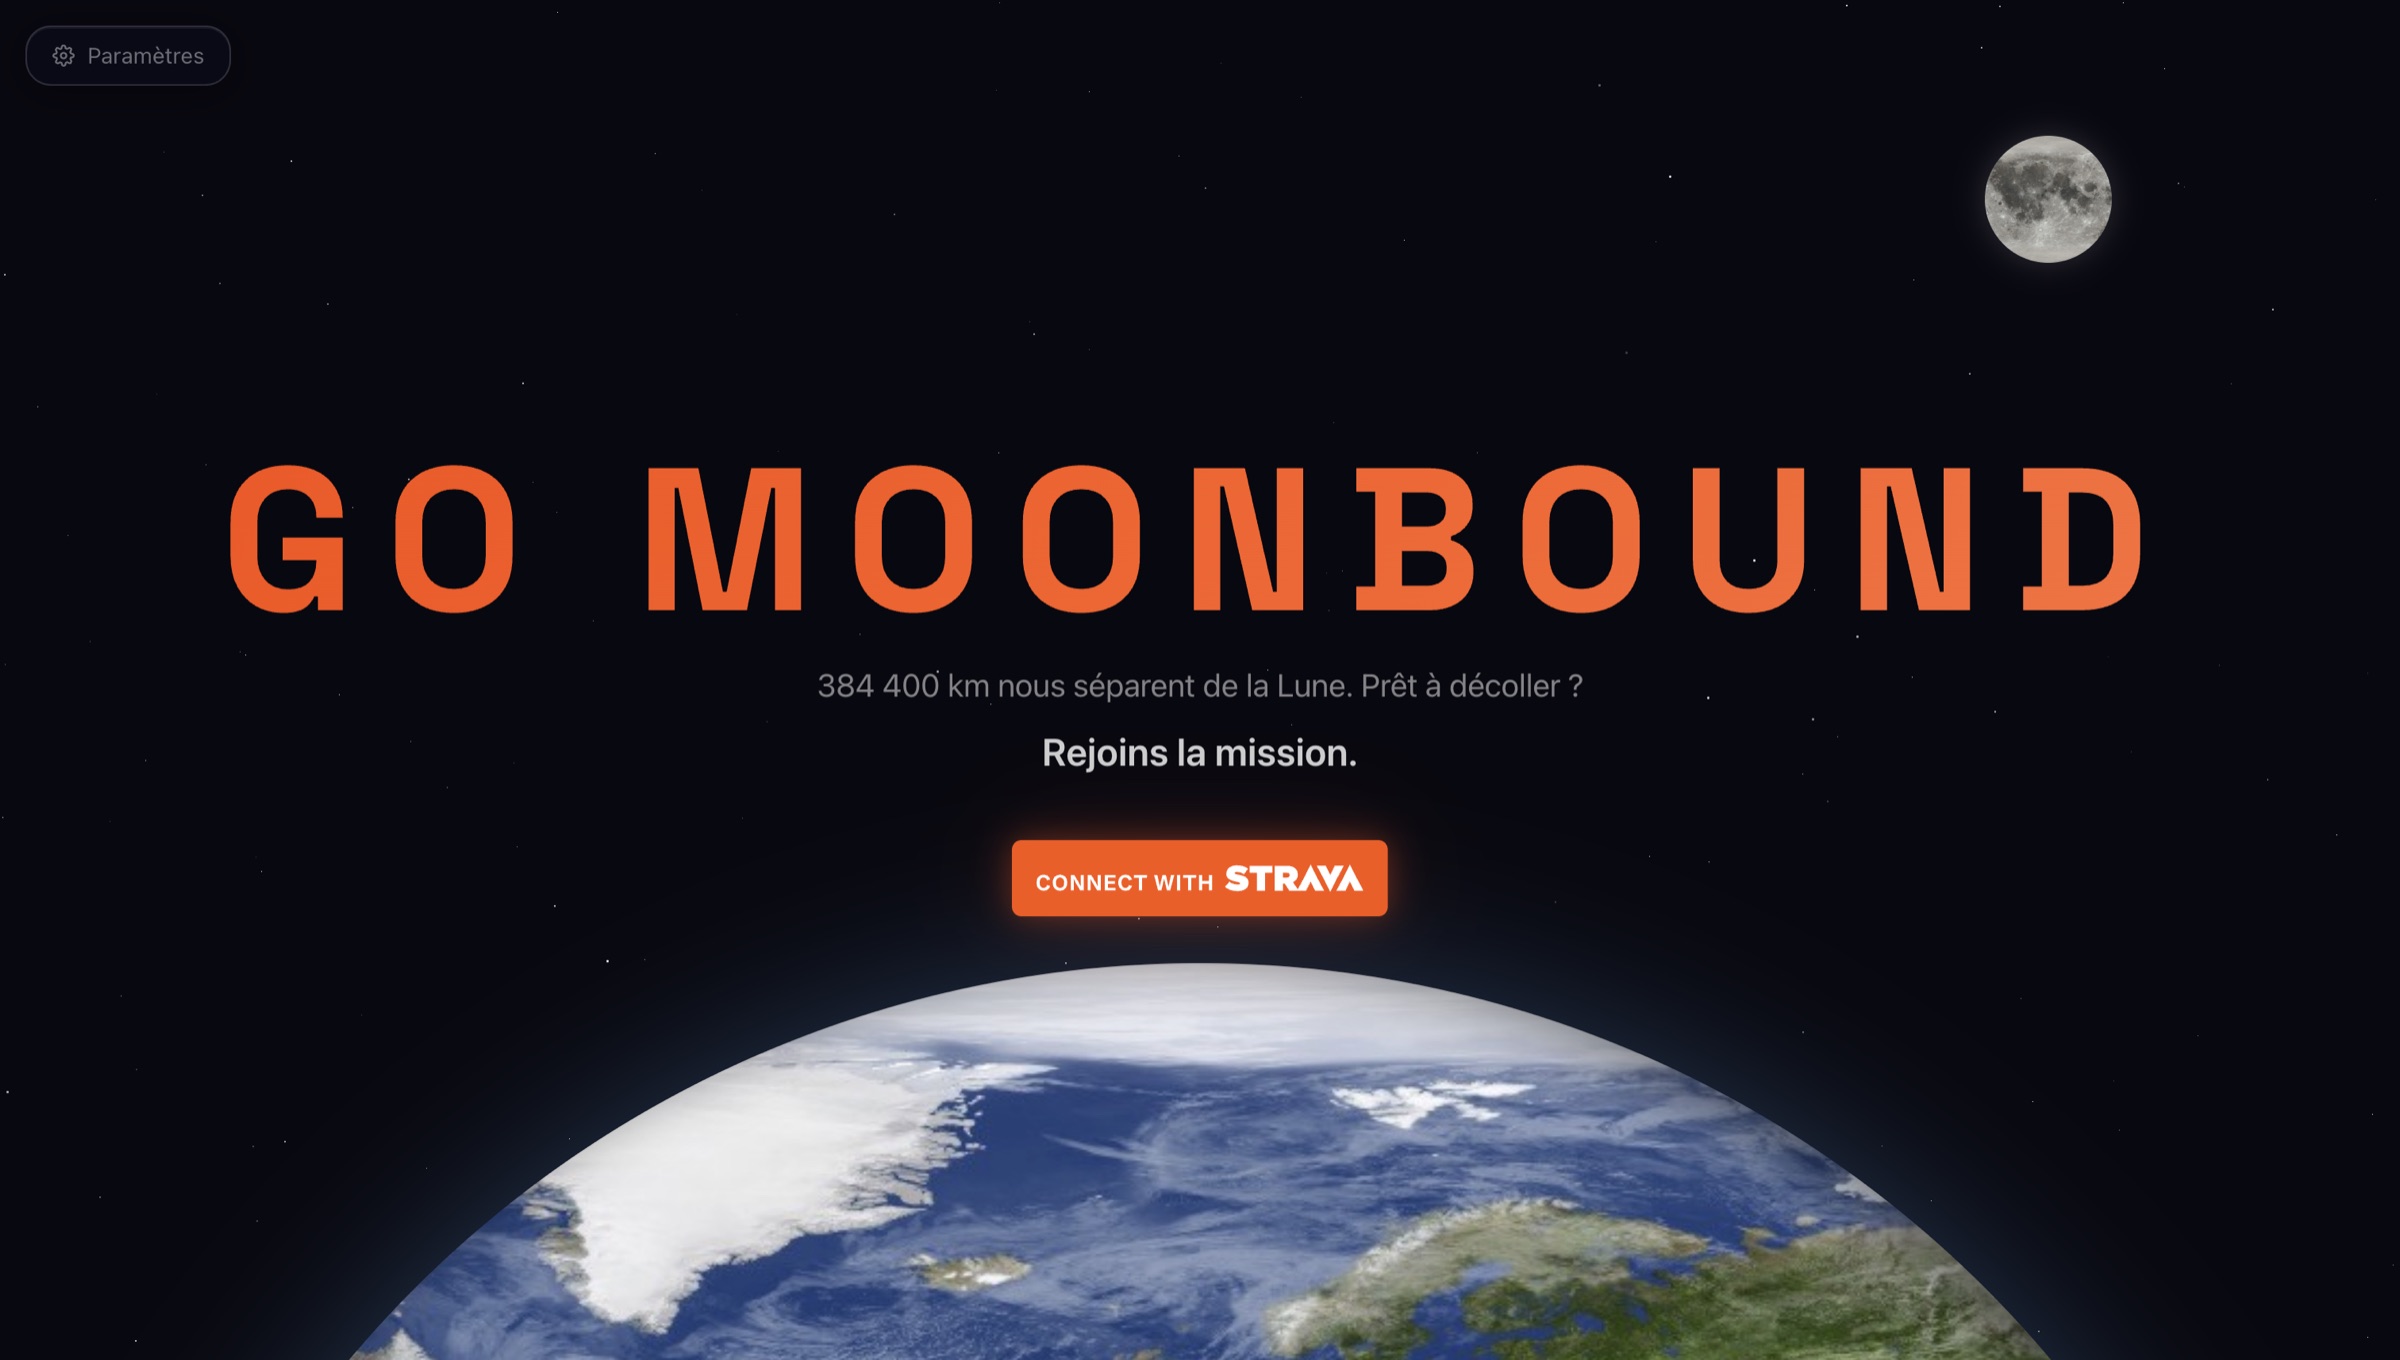 Paramètres
GO MOONBOUND
384 400 km nous séparent de la Lune. Prêt à décoller ?
Rejoins la mission.
CONNECT WITH STRAVA